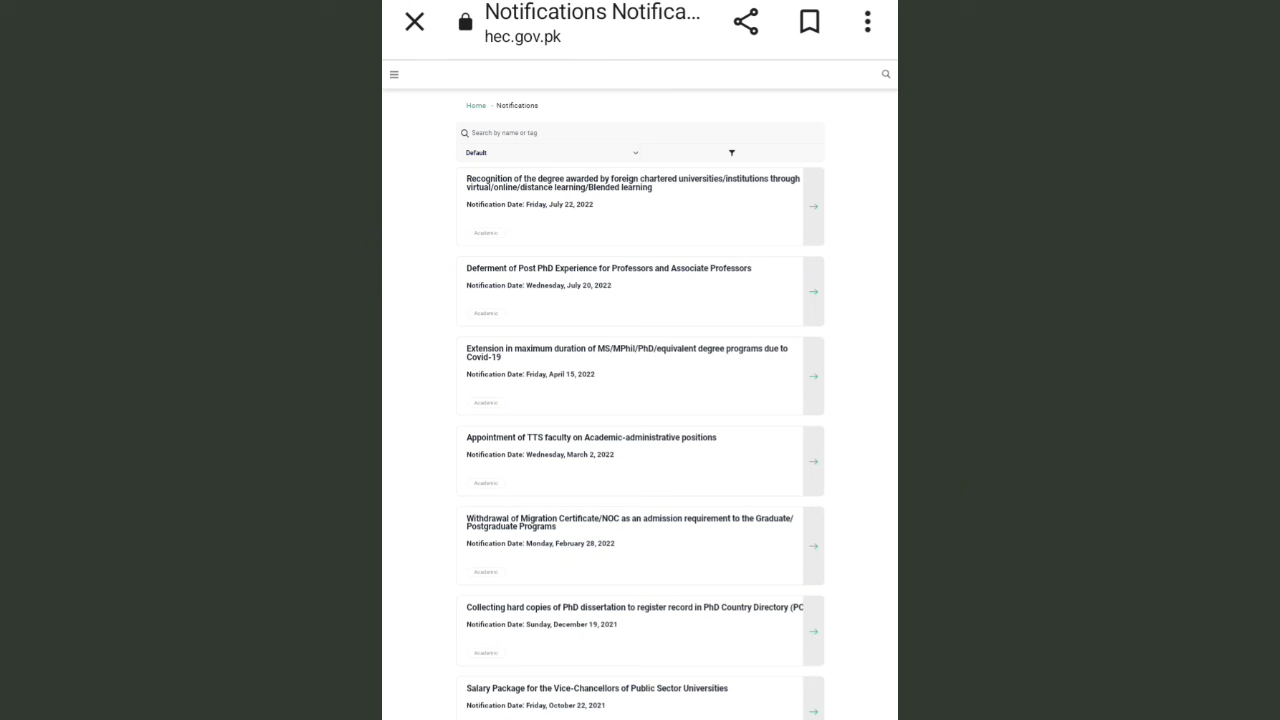 Notifications Notifica...
hec.gov.pk
Home - Notifications
Search by name or tag
Default
Recognition of the degree awarded by foreign chartered universities/institutions through
virtual/online/distance learning/Blended learning
Notification Date: Friday, July 22, 2022
Academic
Deferment of Post PhD Experience for Professors and Associate Professors
Notification Date: Wednesday, July 20, 2022
Academic
Extension in maximum duration of MS/MPhil/PhD/equivalent degree programs due to
Covid-19
Notification Date: Friday, April 15, 2022
Academic
Appointment of TTS faculty on Academic-administrative positions
Notification Date: Wednesday, March 2, 2022
Academic
Withdrawal of Migration Certificate/NOC as an admission requirement to the Graduate/
Postgraduate Programs
Notification Date: Monday, February 28, 2022
Academic
Collecting hard copies of PhD dissertation to register record in PhD Country Directory (PC
Notification Date: Sunday, December 19, 2021
Academic
Salary Package for the Vice-Chancellors of Public Sector Universities
Notification Date: Friday, October 22, 2021